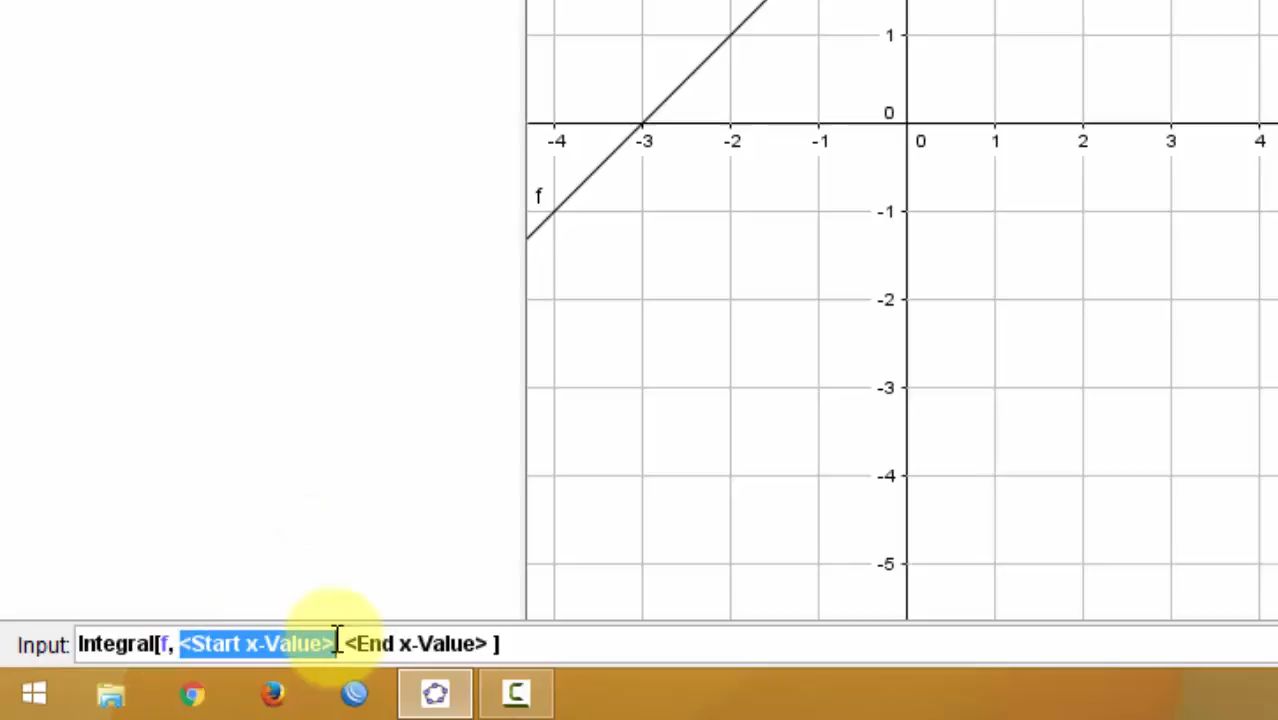 1
0
-4 -3 -2 -1 0 1 2 3 4
f
-1
-2
-3
-4
-5
Input: Integral[f, <Start x-Value>, <End x-Value> ]